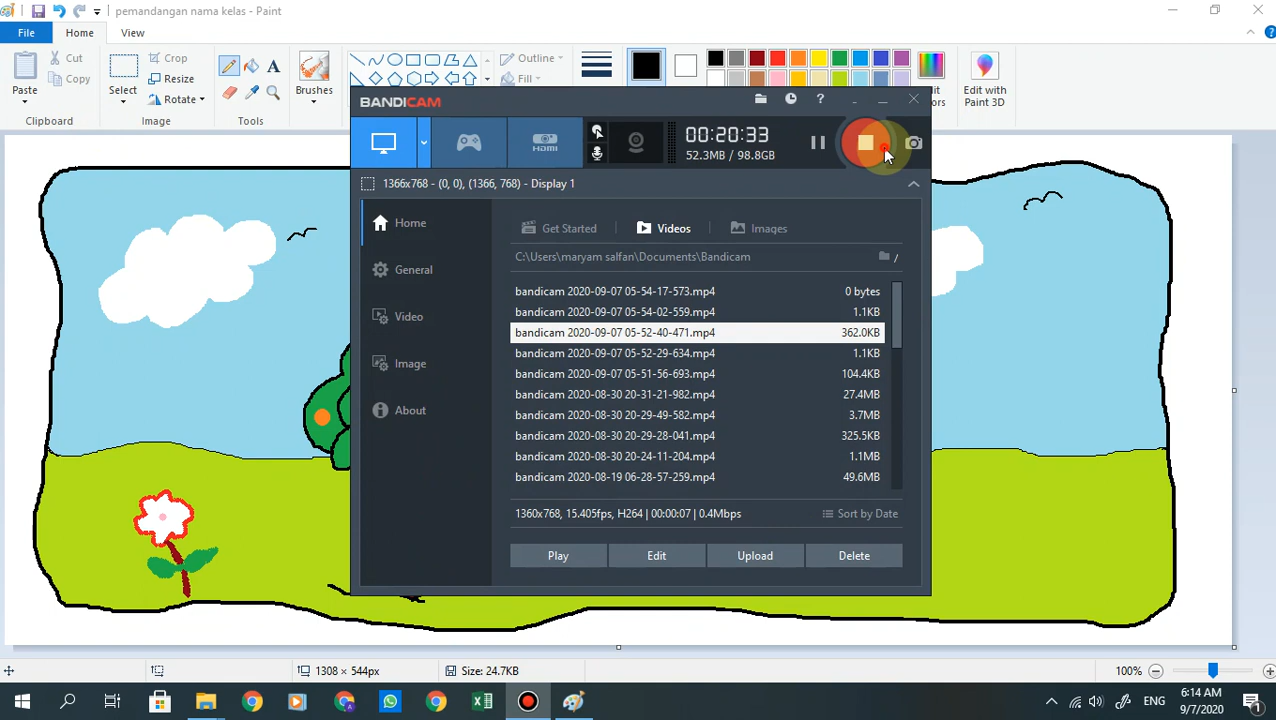 pemandangan nama kelas - Paint
File Home View
Paste
Cut
Copy
Clipboard
Select
Crop
Resize
Rotate
Image
Tools
Brushes
Outline
Fill
Edit with
Paint 3D
BANDICAM
HDMI
00:20:33
52.3MB / 98.8GB
1366x768 - (0, 0), (1366, 768) - Display 1
Home
General
Video
Image
About
Get Started
Videos
Images
C:\Users\maryam salfan\Documents\Bandicam
/
bandicam 2020-09-07 05-54-17-573.mp4 0 bytes
bandicam 2020-09-07 05-54-02-559.mp4 1.1KB
bandicam 2020-09-07 05-52-40-471.mp4 362.0KB
bandicam 2020-09-07 05-52-29-634.mp4 1.1KB
bandicam 2020-09-07 05-51-56-693.mp4 104.4KB
bandicam 2020-08-30 20-31-21-982.mp4 27.4MB
bandicam 2020-08-30 20-29-49-582.mp4 3.7MB
bandicam 2020-08-30 20-29-28-041.mp4 325.5KB
bandicam 2020-08-30 20-24-11-204.mp4 1.1MB
bandicam 2020-08-19 06-28-57-259.mp4 49.6MB
1360x768, 15.405fps, H264 | 00:00:07 | 0.4Mbps
Sort by Date
Play Edit Upload Delete
1308 × 544px
Size: 24.7KB
100%
ENG
6:14 AM
9/7/2020
1